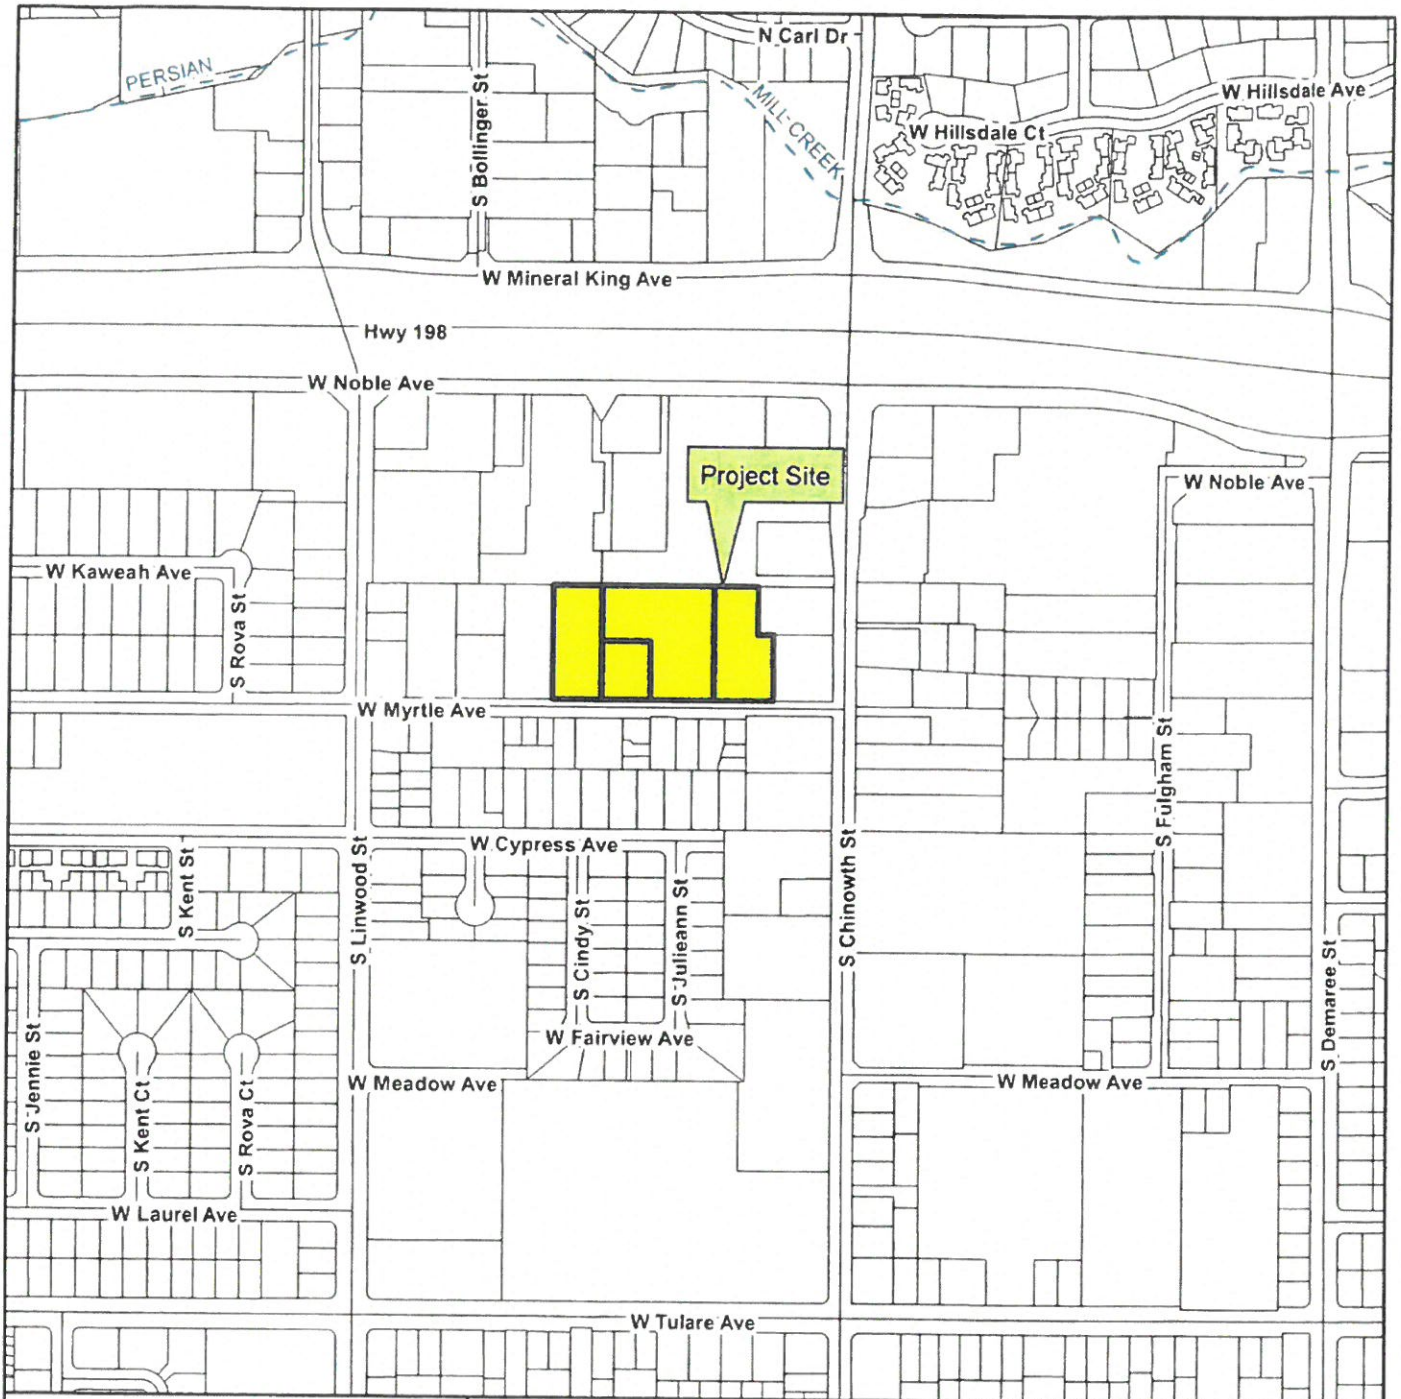 N Carl Dr
PERSIAN
W Hillsdale Ave
S Bollinger St
MILL CREEK
W Hillsdale Ct
W Mineral King Ave
Hwy 198
W Noble Ave
Project Site
W Noble Ave
W Kaweah Ave
S Rova St
W Myrtle Ave
S Fulgham St
W Cypress Ave
S Kent St
S Linwood St
S Cindy St
S Julieann St
S Chinowth St
S Demaree St
W Fairview Ave
S Jennie St
W Meadow Ave
W Meadow Ave
S Kent Ct
S Rova Ct
W Laurel Ave
W Tulare Ave